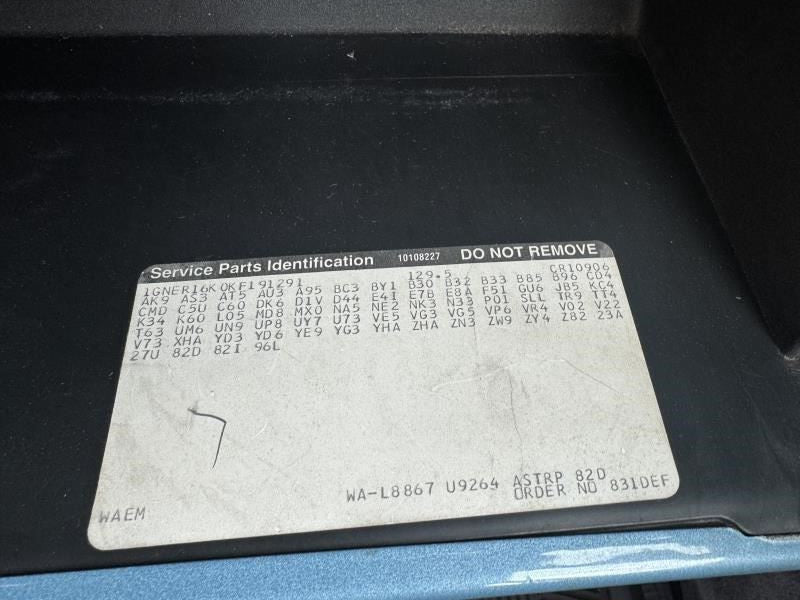 Service Parts Identification 10108227 DO NOT REMOVE
1GNER16K0KF191291 129.5 CR10906
AK9 AS3 AT5 AU3 A95 BC3 BY1 B30 B32 B33 B85 B96 CD4
CMD C5U C60 DK6 D1V D44 E4I E7B E8A F51 GU6 JB5 KC4
K34 K60 L05 MD8 MX0 NA5 NE2 NK3 N33 P01 SLL TR9 TT4
T63 UM6 UN9 UP8 UY7 U73 VE5 VG3 VG5 VP6 VR4 V02 V22
V73 XHA YD3 YD6 YE9 YG3 YHA ZHA ZN3 ZW9 ZY4 Z82 23A
27U 82D 82I 96L
WA-L8867 U9264 ASTRP 82D
WAEM ORDER NO 831DEF